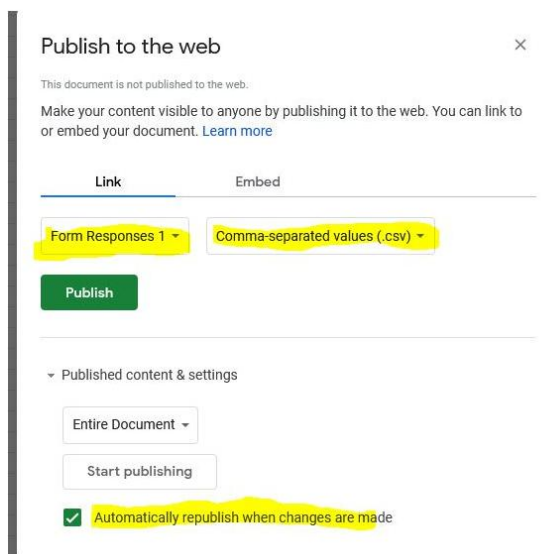 Publish to the web
This document is not published to the web.
Make your content visible to anyone by publishing it to the web. You can link to
or embed your document. Learn more
Link Embed
Form Responses 1 Comma-separated values (.csv)
Publish
Published content & settings
Entire Document
Start publishing
Automatically republish when changes are made